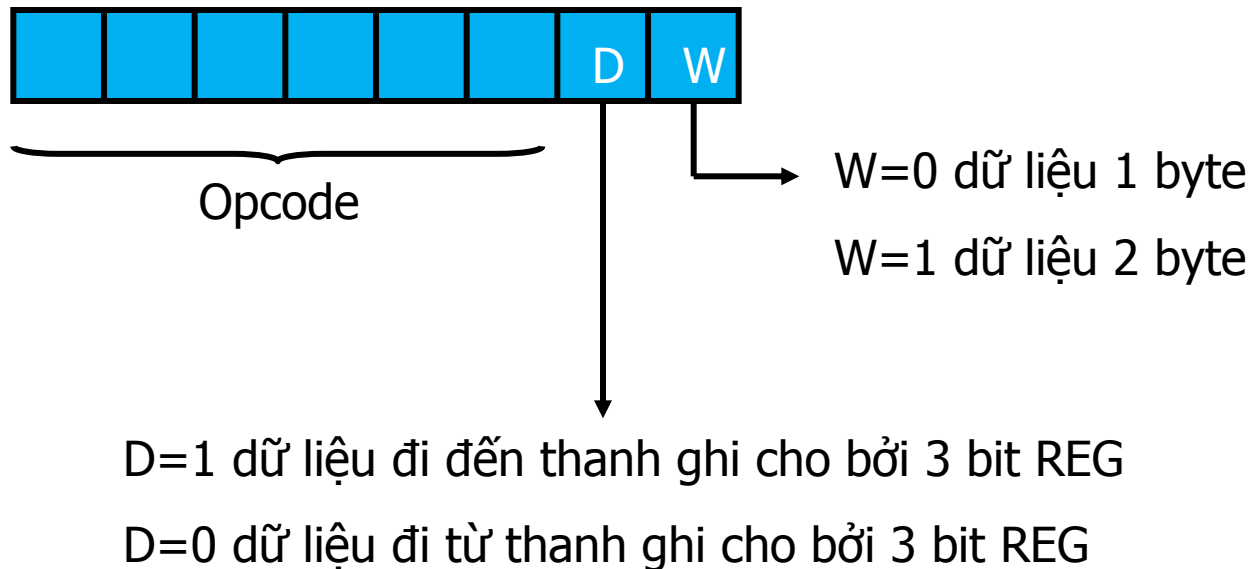 D W
Opcode
W=0 dữ liệu 1 byte
W=1 dữ liệu 2 byte
D=1 dữ liệu đi đến thanh ghi cho bởi 3 bit REG
D=0 dữ liệu đi từ thanh ghi cho bởi 3 bit REG